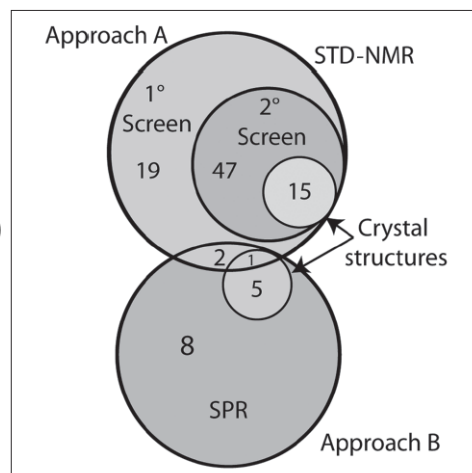 Approach A
STD-NMR
1°
Screen
2°
Screen
19
47
15
Crystal
structures
2
1
5
8
SPR
Approach B